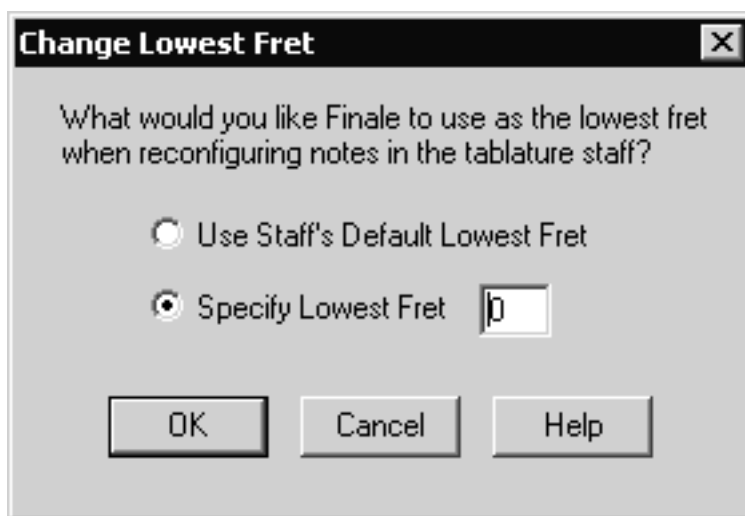 Change Lowest Fret
What would you like Finale to use as the lowest fret
when reconfiguring notes in the tablature staff?
Use Staff's Default Lowest Fret
Specify Lowest Fret 0
OK Cancel Help